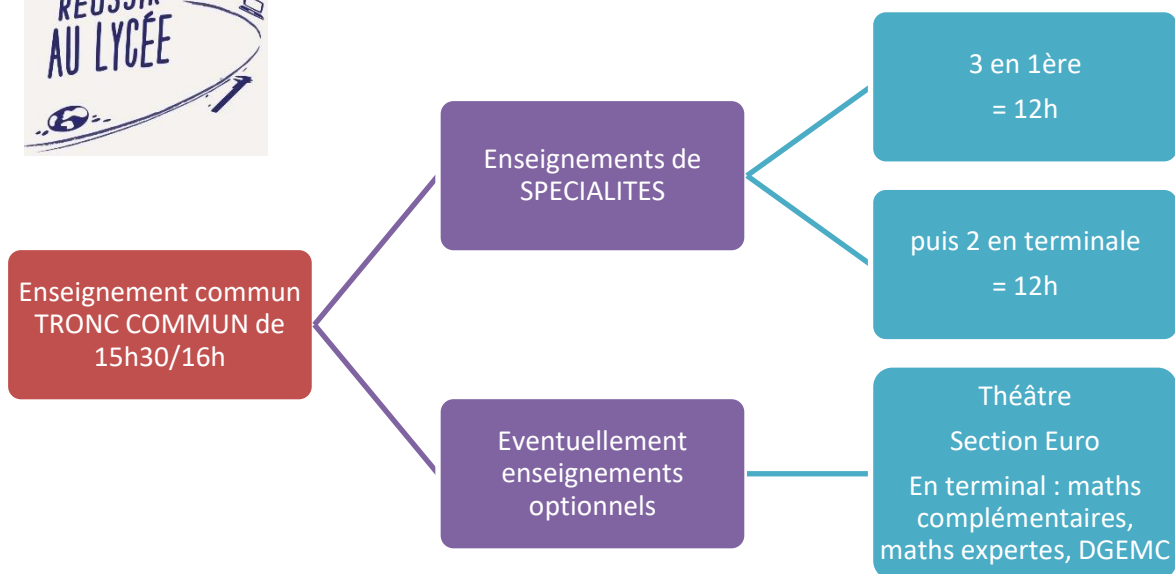 RÉUSSIR
AU LYCÉE
Enseignement commun
TRONC COMMUN de
15h30/16h
Enseignements de
SPECIALITES
3 en 1ère
= 12h
puis 2 en terminale
= 12h
Eventuellement
enseignements
optionnels
Théâtre
Section Euro
En terminal : maths
complémentaires,
maths expertes, DGEMC